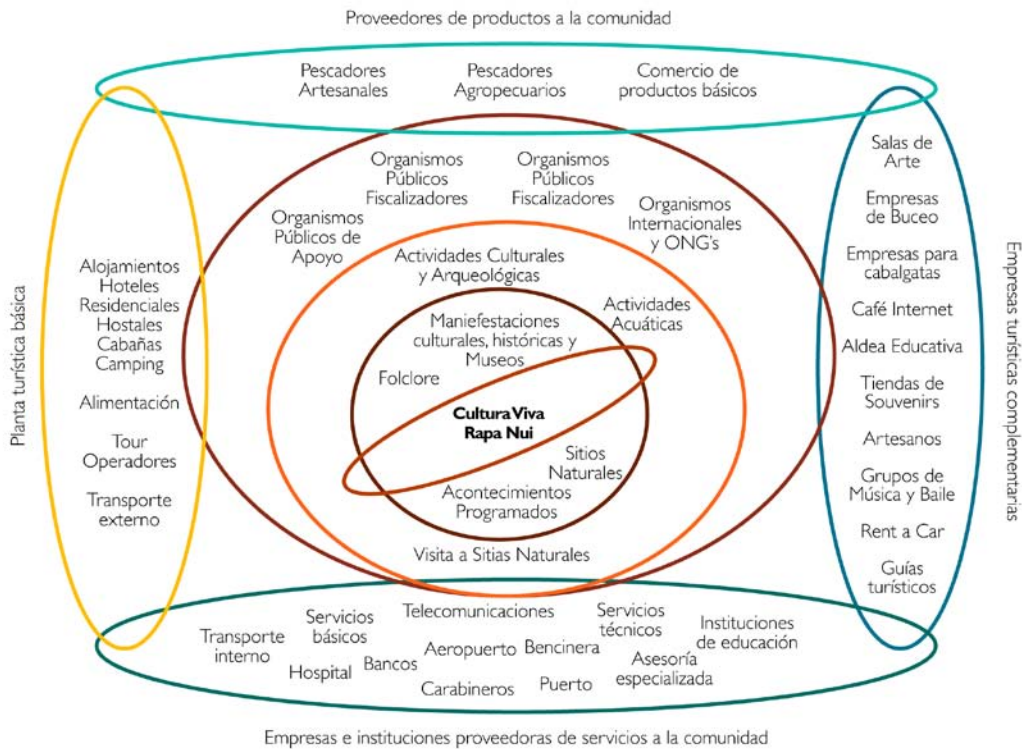 Proveedores de productos a la comunidad
Pescadores
Artesanales
Pescadores
Agropecuarios
Comercio de
productos básicos
Organismos
Públicos
Fiscalizadores
Organismos
Públicos
Fiscalizadores
Organismos
Públicos de
Apoyo
Organismos
Internacionales
y ONG's
Actividades Culturales
y Arqueológicas
Actividades
Acuáticas
Maniefestaciones
culturales, históricas y
Museos
Folclore
Cultura Viva
Rapa Nui
Sitios
Naturales
Acontecimientos
Programados
Visita a Sitias Naturales
Planta turística básica
Alojamientos
Hoteles
Residenciales
Hostales
Cabañas
Camping
Alimentación
Tour
Operadores
Transporte
externo
Salas de
Arte
Empresas
de Buceo
Empresas para
cabalgatas
Café Internet
Aldea Educativa
Tiendas de
Souvenirs
Artesanos
Grupos de
Música y Baile
Rent a Car
Guías
turísticos
Empresas turísticas complementarias
Transporte
interno
Servicios
básicos
Hospital
Bancos
Telecomunicaciones
Aeropuerto
Carabineros
Bencinera
Puerto
Servicios
técnicos
Asesoría
especializada
Instituciones
de educación
Empresas e instituciones proveedoras de servicios a la comunidad